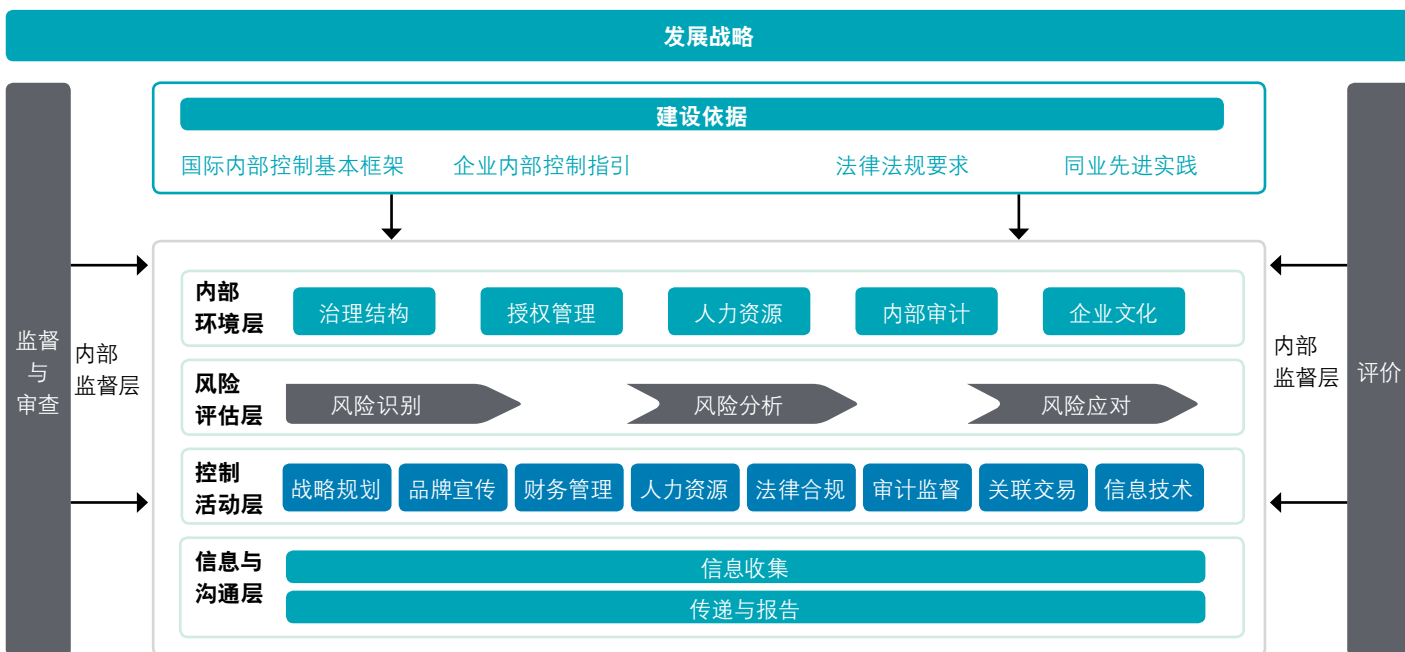 发展战略
建设依据
国际内部控制基本框架 企业内部控制指引 法律法规要求 同业先进实践
监督
与
审查
内部
监督层
内部
环境层
治理结构 授权管理 人力资源 内部审计 企业文化
风险
评估层
风险识别 风险分析 风险应对
控制
活动层
战略规划 品牌宣传 财务管理 人力资源 法律合规 审计监督 关联交易 信息技术
信息与
沟通层
信息收集
传递与报告
内部
监督层
评价